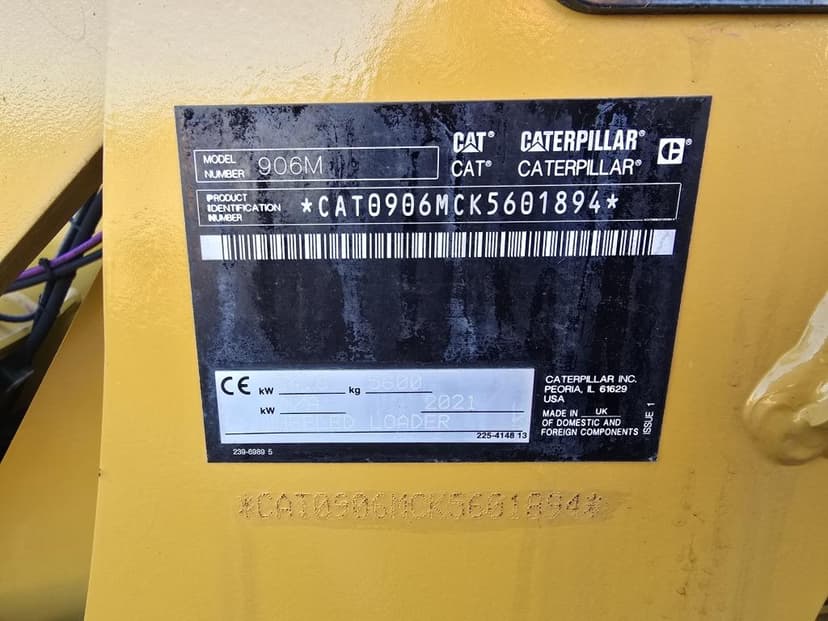 CAT® CATERPILLAR®
MODEL NUMBER 906M
CAT® CATERPILLAR® C
PRODUCT IDENTIFICATION NUMBER *CAT0906MCK5601894*
CE kW kg 5600
kW 2021
LOADER 5
225-4148 13
CATERPILLAR INC.
PEORIA, IL 61629
USA
MADE IN UK
OF DOMESTIC AND
FOREIGN COMPONENTS
ISSUE 1
239-6989 5
*CAT0906MCK5601894*